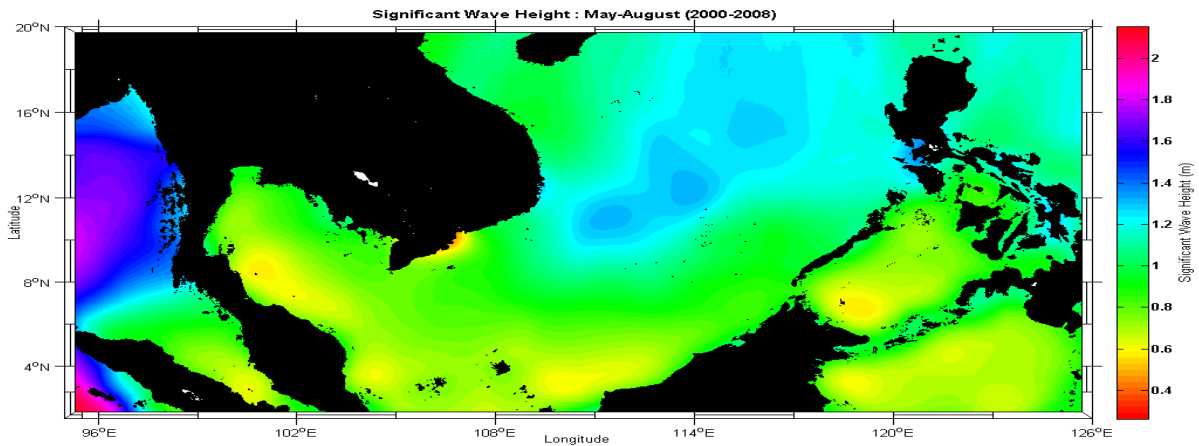 Significant Wave Height : May-August (2000-2008)
20°N
16°N
12°N
8°N
4°N
Latitude
96°E
102°E
108°E
114°E
120°E
126°E
Longitude
2
1.8
1.6
1.4
1.2
1
0.8
0.6
0.4
Significant Wave Height (m)